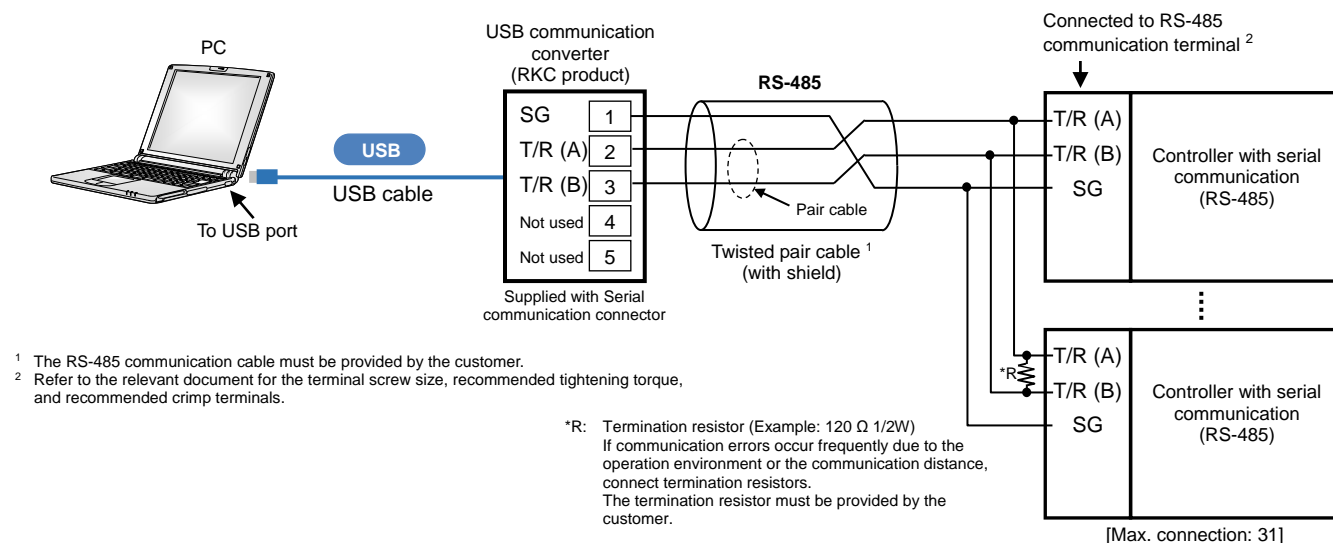 PC
USB communication
converter
(RKC product)
Connected to RS-485
communication terminal 2
RS-485
SG 1
T/R (A) 2
T/R (B) 3
Not used 4
Not used 5
USB
USB cable
To USB port
Pair cable
Twisted pair cable 1
(with shield)
Supplied with Serial
communication connector
T/R (A)
T/R (B)
SG
Controller with serial
communication
(RS-485)
T/R (A)
*R
T/R (B)
SG
Controller with serial
communication
(RS-485)
[Max. connection: 31]
1 The RS-485 communication cable must be provided by the customer.
2 Refer to the relevant document for the terminal screw size, recommended tightening torque,
and recommended crimp terminals.
*R: Termination resistor (Example: 120 Ω 1/2W)
If communication errors occur frequently due to the
operation environment or the communication distance,
connect termination resistors.
The termination resistor must be provided by the
customer.